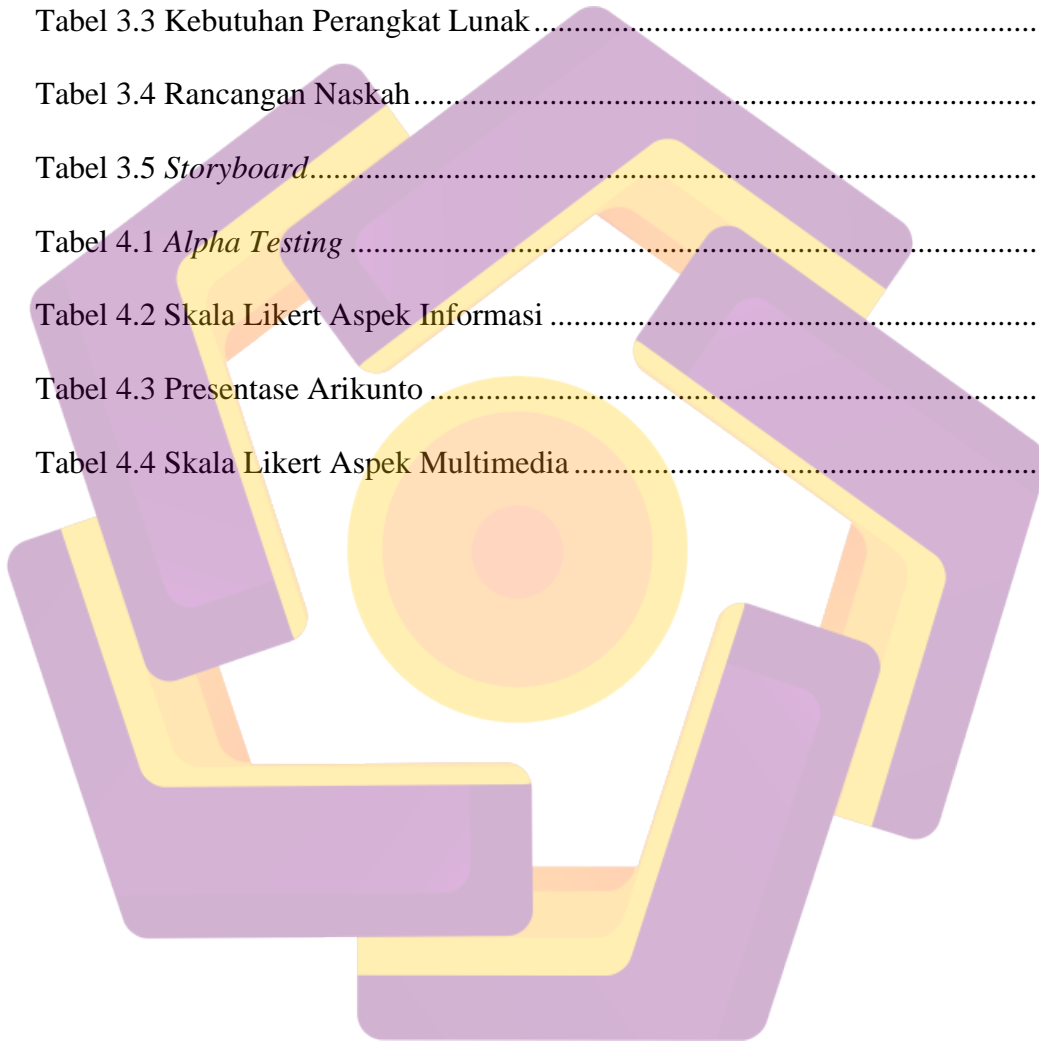 Tabel 3.3 Kebutuhan Perangkat Lunak..............................................................
Tabel 3.4 Rancangan Naskah.............................................................................
Tabel 3.5 Storyboard..........................................................................................
Tabel 4.1 Alpha Testing .....................................................................................
Tabel 4.2 Skala Likert Aspek Informasi ............................................................
Tabel 4.3 Presentase Arikunto ...........................................................................
Tabel 4.4 Skala Likert Aspek Multimedia .........................................................